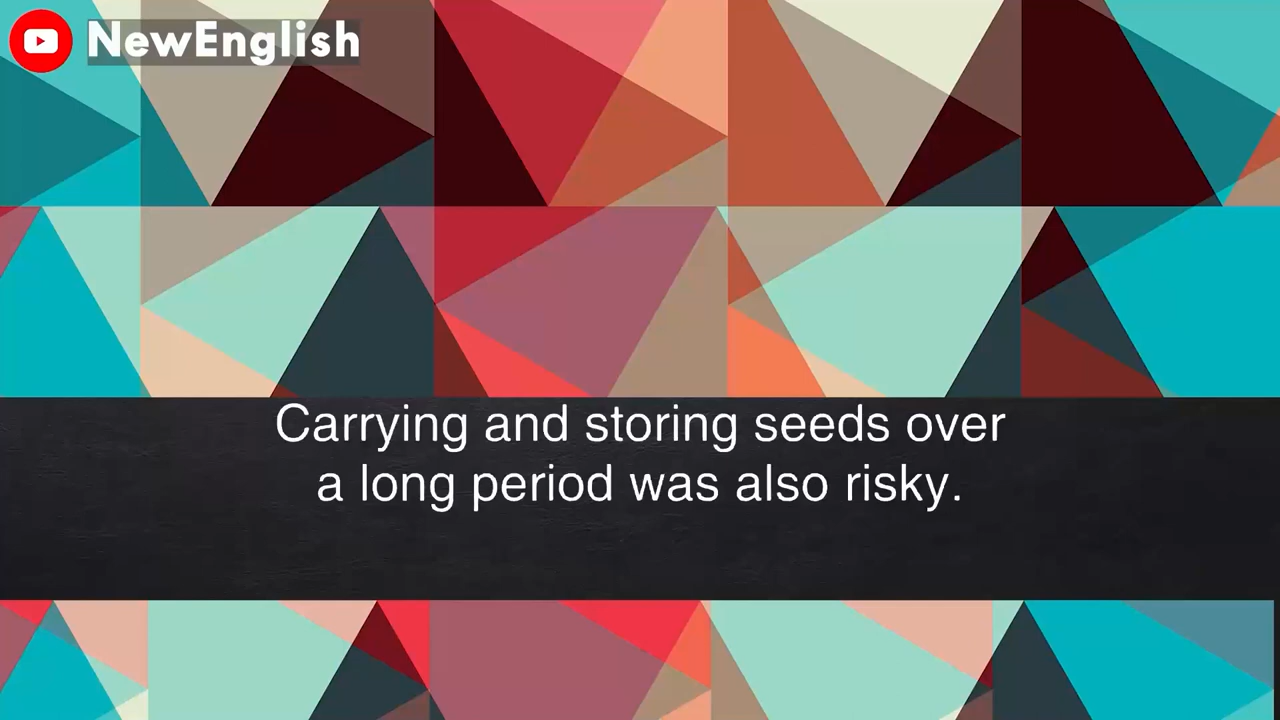 NewEnglish
Carrying and storing seeds over
a long period was also risky.